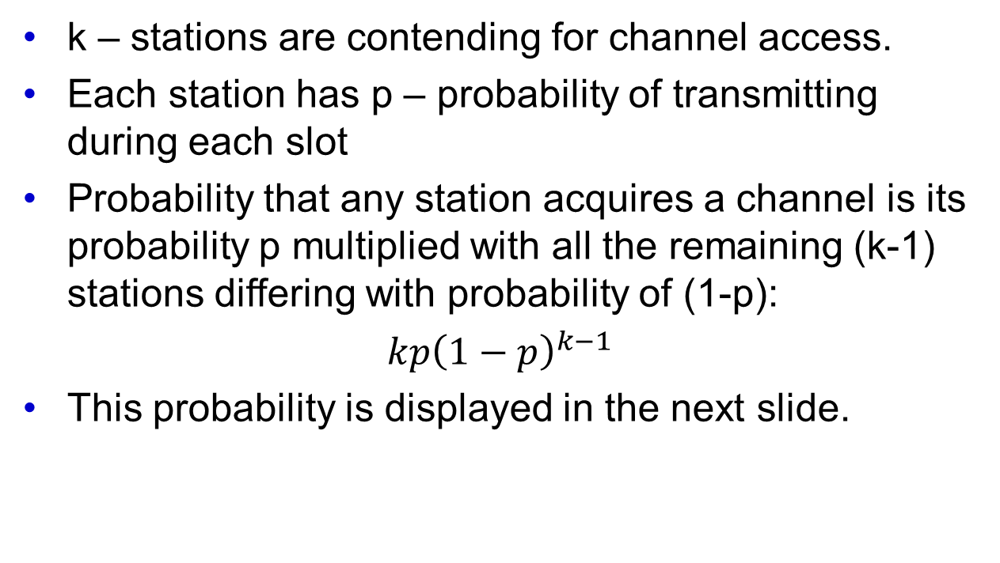 • k – stations are contending for channel access.
• Each station has p – probability of transmitting
during each slot
• Probability that any station acquires a channel is its
probability p multiplied with all the remaining (k-1)
stations differing with probability of (1-p):
𝑘𝑝(1 − 𝑝)^{𝑘−1}
• This probability is displayed in the next slide.